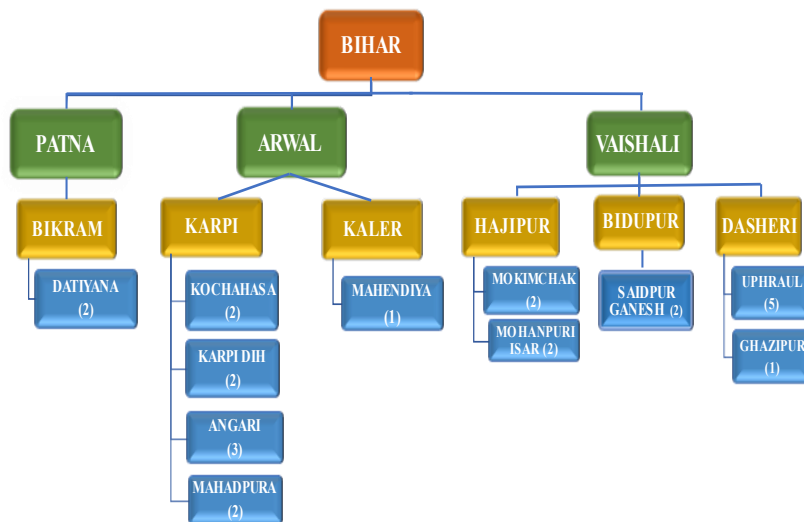 BIHAR
PATNA
ARWAL
VAISHALI
BIKRAM
KARPI
KALER
HAJIPUR
BIDUPUR
DASHERI
DATIYANA
(2)
KOCHAHASA
(2)
KARPI DIH
(2)
ANGARI
(3)
MAHADPURA
(2)
MAHENDIYA
(1)
MOKIMCHAK
(2)
MOHANPURI
ISAR (2)
SAIDPUR
GANESH (2)
UPHRAUL
(5)
GHAZIPUR
(1)